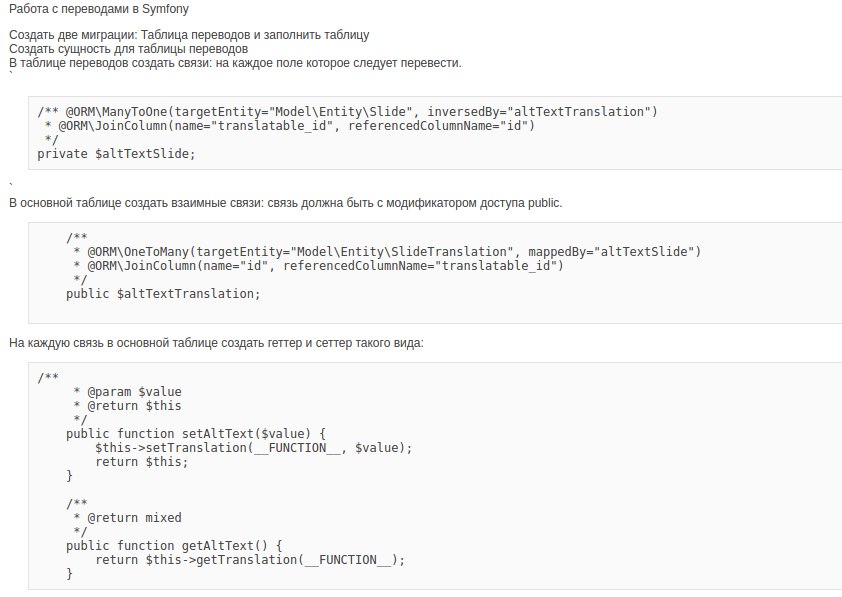 Работа с переводами в Symfony
Создать две миграции: Таблица переводов и заполнить таблицу
Создать сущность для таблицы переводов
В таблице переводов создать связи: на каждое поле которое следует перевести.
`
/** @ORM\ManyToOne(targetEntity="Model\Entity\Slide", inversedBy="altTextTranslation")
 * @ORM\JoinColumn(name="translatable_id", referencedColumnName="id")
 */
private $altTextSlide;
`
В основной таблице создать взаимные связи: связь должна быть с модификатором доступа public.
    /**
     * @ORM\OneToMany(targetEntity="Model\Entity\SlideTranslation", mappedBy="altTextSlide")
     * @ORM\JoinColumn(name="id", referencedColumnName="translatable_id")
     */
    public $altTextTranslation;
На каждую связь в основной таблице создать геттер и сеттер такого вида:
/**
     * @param $value
     * @return $this
     */
    public function setAltText($value) {
        $this->setTranslation(__FUNCTION__, $value);
        return $this;
    }
    /**
     * @return mixed
     */
    public function getAltText() {
        return $this->getTranslation(__FUNCTION__);
    }